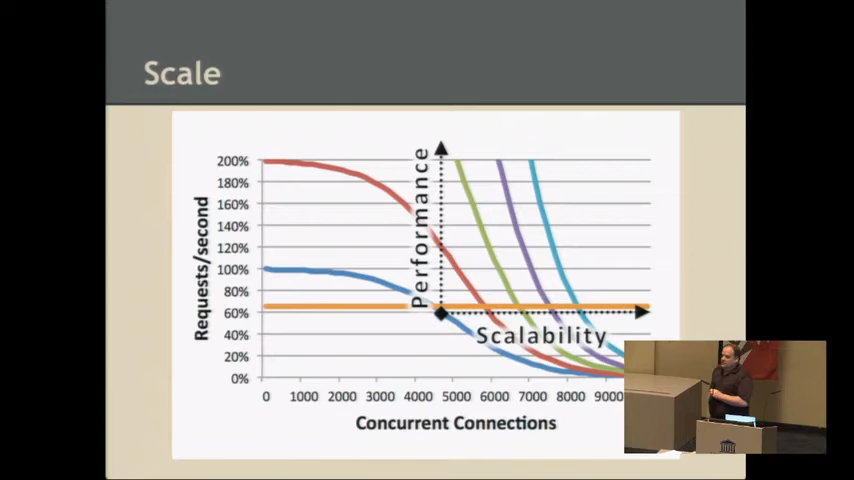 Scale
200%
180%
160%
140%
120%
100%
80%
60%
40%
20%
0%
Requests/second
Performance
Scalability
0 1000 2000 3000 4000 5000 6000 7000 8000 9000
Concurrent Connections